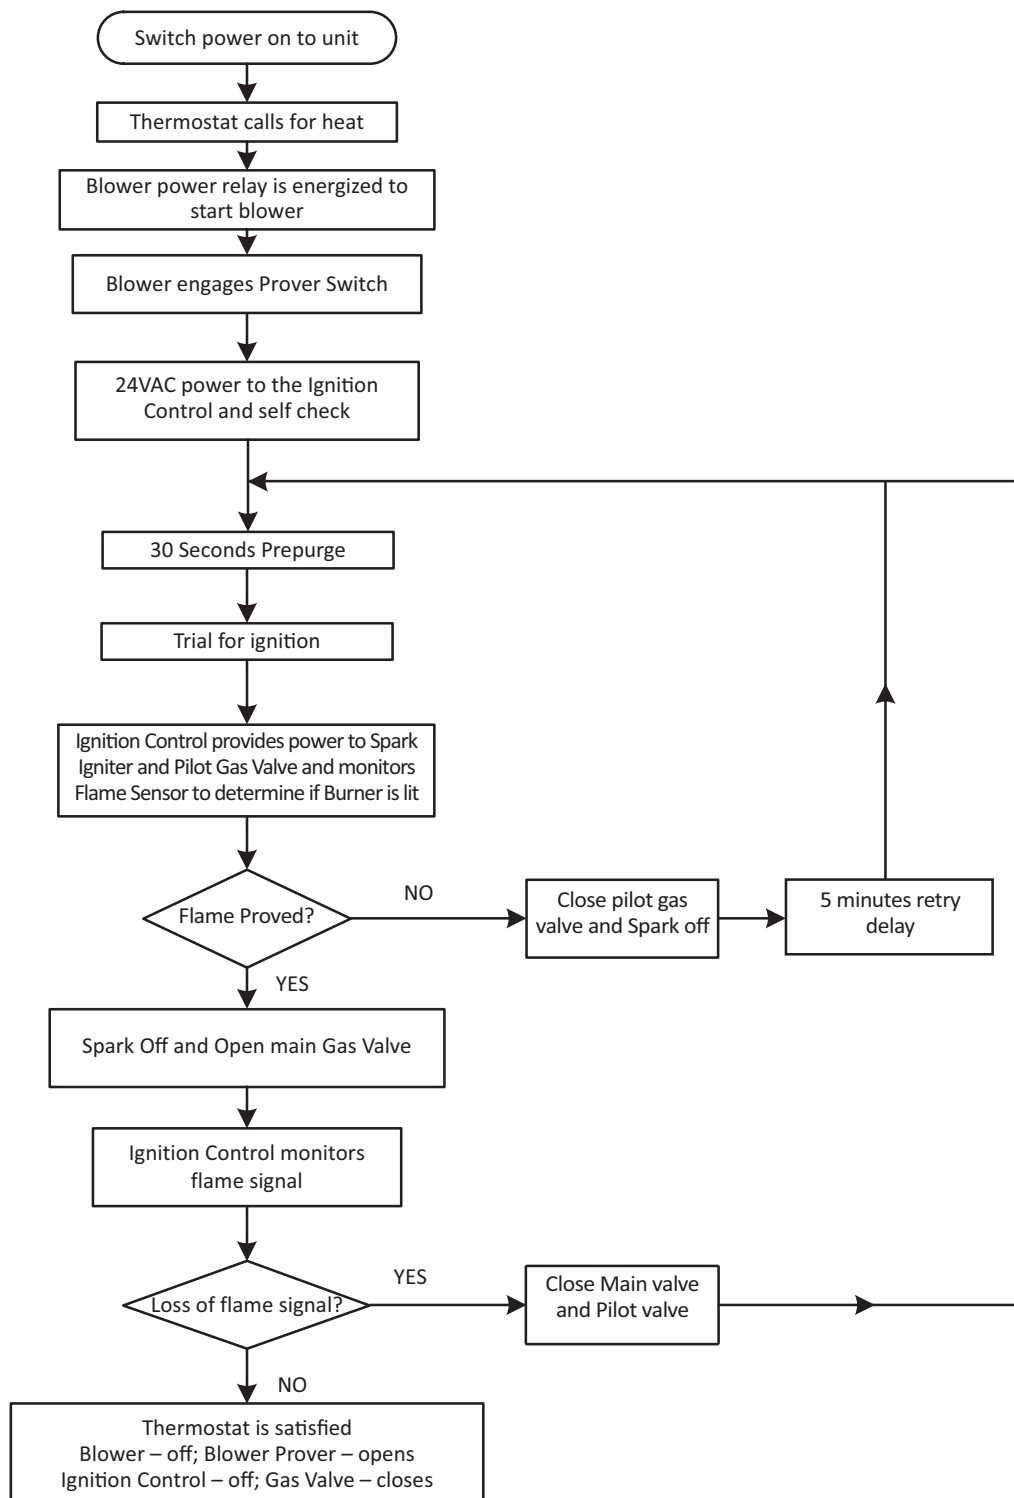 Switch power on to unit
Thermostat calls for heat
Blower power relay is energized to
start blower
Blower engages Prover Switch
24VAC power to the Ignition
Control and self check
30 Seconds Prepurge
Trial for ignition
Ignition Control provides power to Spark
Igniter and Pilot Gas Valve and monitors
Flame Sensor to determine if Burner is lit
Flame Proved?
NO
Close pilot gas
valve and Spark off
5 minutes retry
delay
YES
Spark Off and Open main Gas Valve
Ignition Control monitors
flame signal
Loss of flame signal?
YES
Close Main valve
and Pilot valve
NO
Thermostat is satisfied
Blower – off; Blower Prover – opens
Ignition Control – off; Gas Valve – closes